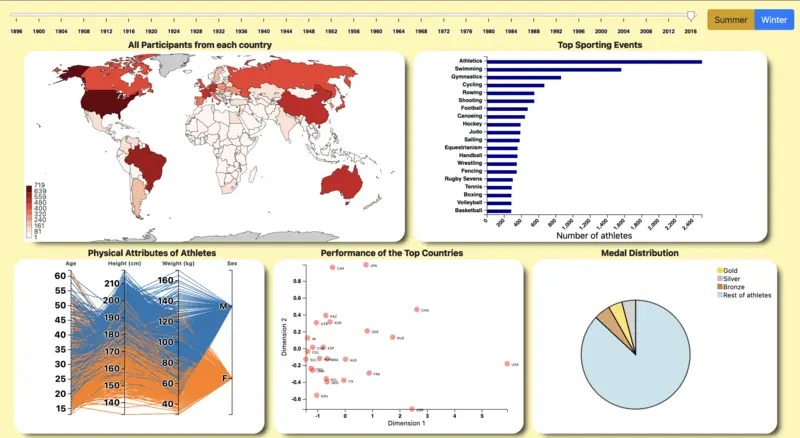 1896 1900 1904 1908 1912 1916 1920 1924 1928 1932 1936 1940 1944 1948 1952 1956 1960 1964 1968 1972 1976 1980 1984 1988 1992 1996 2000 2004 2008 2012 2016
Summer Winter
All Participants from each country
719
639
559
480
400
320
240
161
81
1
Top Sporting Events
Athletics
Swimming
Gymnastics
Cycling
Rowing
Shooting
Football
Canoeing
Hockey
Judo
Sailing
Equestrianism
Handball
Wrestling
Fencing
Rugby Sevens
Tennis
Boxing
Volleyball
Basketball
0 200 400 600 800 1,000 1,200 1,400 1,600 1,800 2,000 2,200 2,400
Number of athletes
Physical Attributes of Athletes
Age Height (cm) Weight (kg) Sex
60
55
50
45
40
35
30
25
20
15
210
200
190
180
170
160
150
140
160
140
120
100
80
60
40
M
F
Performance of the Top Countries
Dimension 2
0.8
0.6
0.4
0.2
0.0
-0.2
-0.4
-0.6
CAN
JPN
CHN
KAZ
UZB
KOR
GER
RUS
ESP
COL
AUS
USA
FRA
ITA
KEN
-1 0 1 2 3 4 5
Dimension 1
Medal Distribution
Gold
Silver
Bronze
Rest of athletes